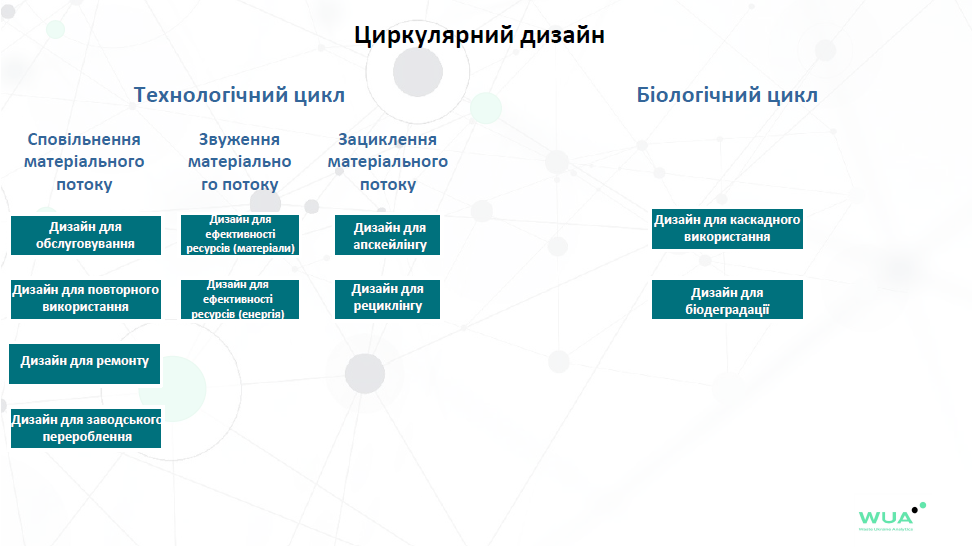 Циркулярний дизайн
Технологічний цикл
Біологічний цикл
Сповільнення
матеріального
потоку
Звуження
матеріально
го потоку
Зациклення
матеріального
потоку
Дизайн для
обслуговування
Дизайн для
ефективності
ресурсів (матеріали)
Дизайн для
апскейлінгу
Дизайн для каскадного
використання
Дизайн для повторного
використання
Дизайн для
ефективності
ресурсів (енергія)
Дизайн для
рециклінгу
Дизайн для
біодеградації
Дизайн для ремонту
Дизайн для заводського
перероблення
WUA